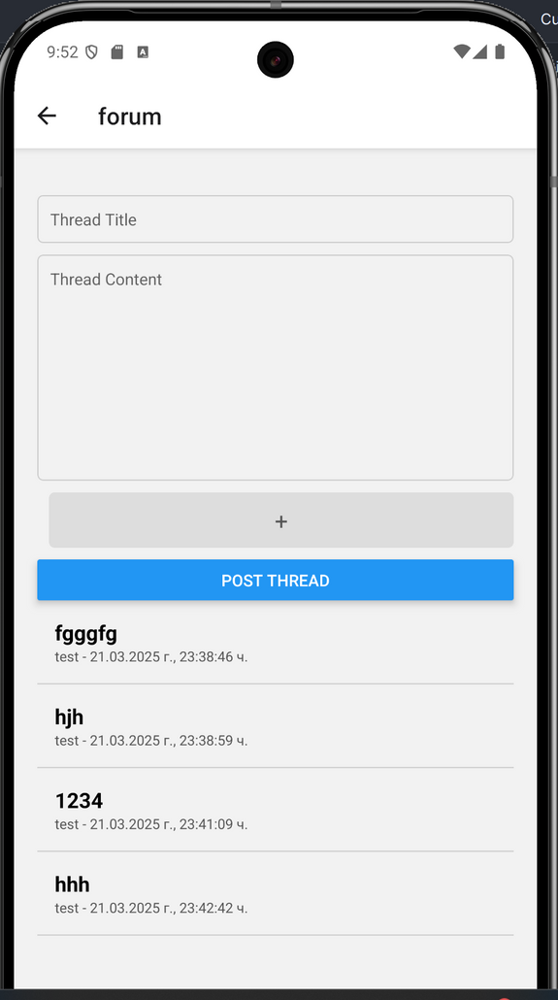 Cu
9:52
A
forum
Thread Title
Thread Content
+
POST THREAD
fgggfg
test - 21.03.2025 г., 23:38:46 ч.
hjh
test - 21.03.2025 г., 23:38:59 ч.
1234
test - 21.03.2025 г., 23:41:09 ч.
hhh
test - 21.03.2025 г., 23:42:42 ч.